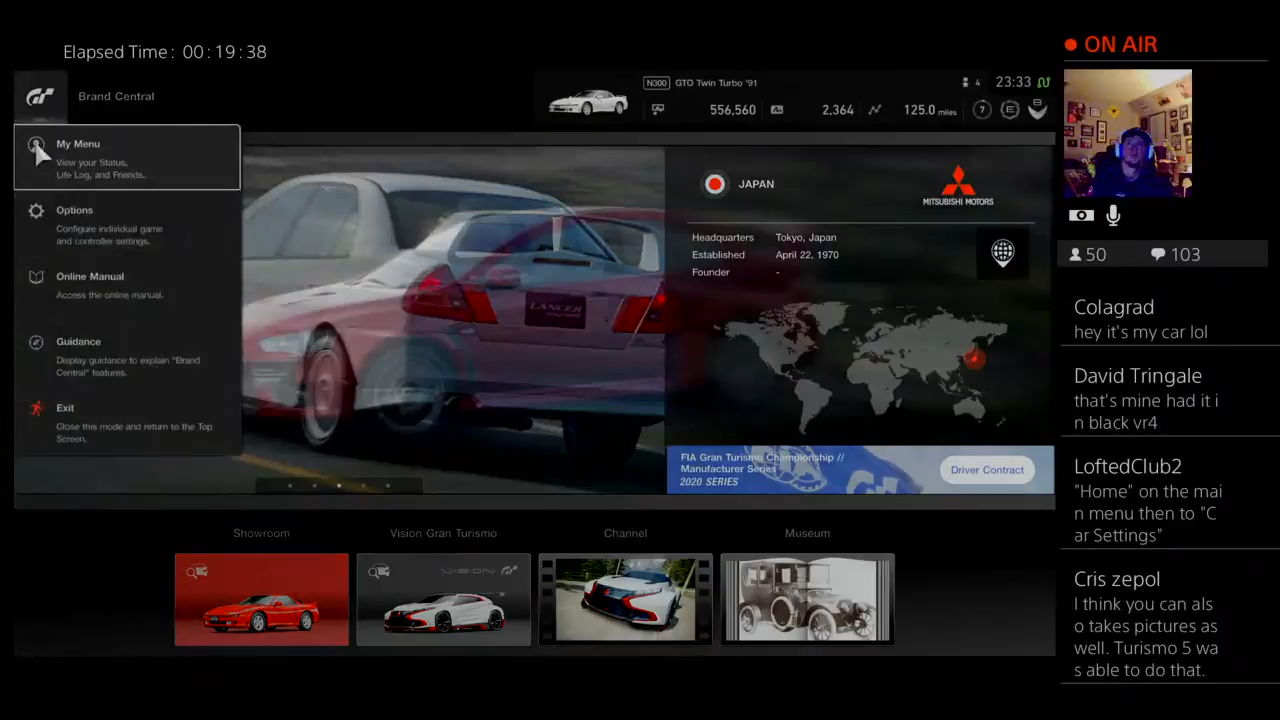 Elapsed Time: 00:19:38
ON AIR
Brand Central
N300 GTO Twin Turbo '91
4 23:33
556,560 2,364 125.0 miles 7 E B
My Menu
View your Status,
Life Log, and Friends.
Options
Configure individual game
and controller settings.
Online Manual
Access the online manual.
Guidance
Display guidance to explain "Brand
Central" features.
Exit
Close this mode and return to the Top
Screen.
LANCER
JAPAN
MITSUBISHI MOTORS
Headquarters Tokyo, Japan
Established April 22, 1970
Founder -
FIA Gran Turismo Championship //
Manufacturer Series
2020 SERIES
Driver Contract
Showroom
Vision Gran Turismo
Channel
Museum
VISION GT
50 103
Colagrad
hey it's my car lol
David Tringale
that's mine had it i
n black vr4
LoftedClub2
"Home" on the mai
n menu then to "C
ar Settings"
Cris zepol
I think you can als
o takes pictures as
well. Turismo 5 wa
s able to do that.